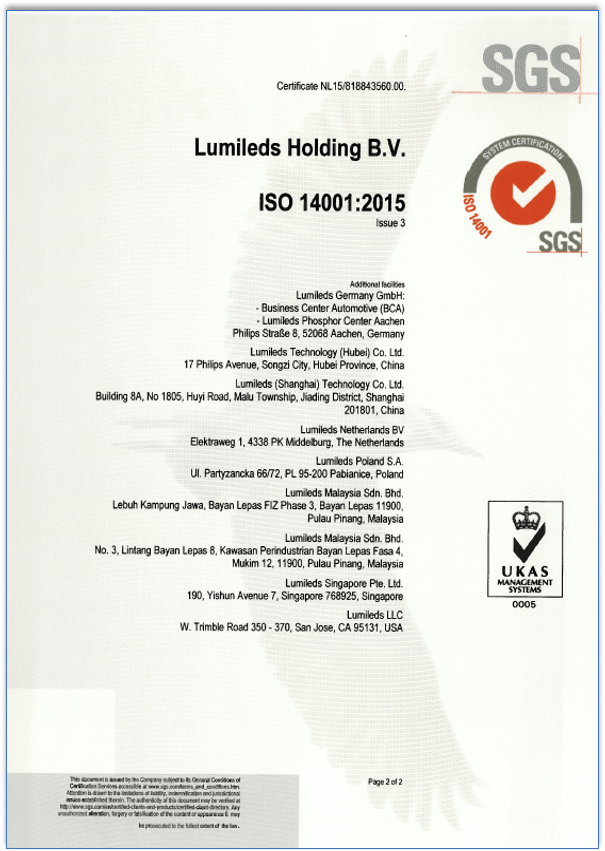 SGS
Certificate NL15/818843560.00.
Lumileds Holding B.V.
SYSTEM CERTIFICATION
ISO 14001
SGS
ISO 14001:2015
Issue 3
Additional facilities
Lumileds Germany GmbH:
- Business Center Automotive (BCA)
- Lumileds Phosphor Center Aachen
Philips Straße 8, 52068 Aachen, Germany
Lumileds Technology (Hubei) Co. Ltd.
17 Philips Avenue, Songzi City, Hubei Province, China
Lumileds (Shanghai) Technology Co. Ltd.
Building 8A, No 1805, Huyi Road, Malu Township, Jiading District, Shanghai
201801, China
Lumileds Netherlands BV
Elektraweg 1, 4338 PK Middelburg, The Netherlands
Lumileds Poland S.A.
Ul. Partyzancka 66/72, PL 95-200 Pabianice, Poland
Lumileds Malaysia Sdn. Bhd.
Lebuh Kampung Jawa, Bayan Lepas FIZ Phase 3, Bayan Lepas 11900,
Pulau Pinang, Malaysia
Lumileds Malaysia Sdn. Bhd.
No. 3, Lintang Bayan Lepas 8, Kawasan Perindustrian Bayan Lepas Fasa 4,
Mukim 12, 11900, Pulau Pinang, Malaysia
Lumileds Singapore Pte. Ltd.
190, Yishun Avenue 7, Singapore 768925, Singapore
Lumileds LLC
W. Trimble Road 350 - 370, San Jose, CA 95131, USA
UKAS
MANAGEMENT
SYSTEMS
0005
This document is issued by the Company subject to its General Conditions of
Certification Services accessible at www.sgs.com/terms_and_conditions.htm.
Attention is drawn to the limitations of liability, indemnification and jurisdictional
issues established therein. The authenticity of this document may be verified at
http://www.sgs.com/en/certified-clients-and-products/certified-client-directory. Any
unauthorized alteration, forgery or falsification of the content or appearance of may
be prosecuted to the fullest extent of the law.
Page 2 of 2